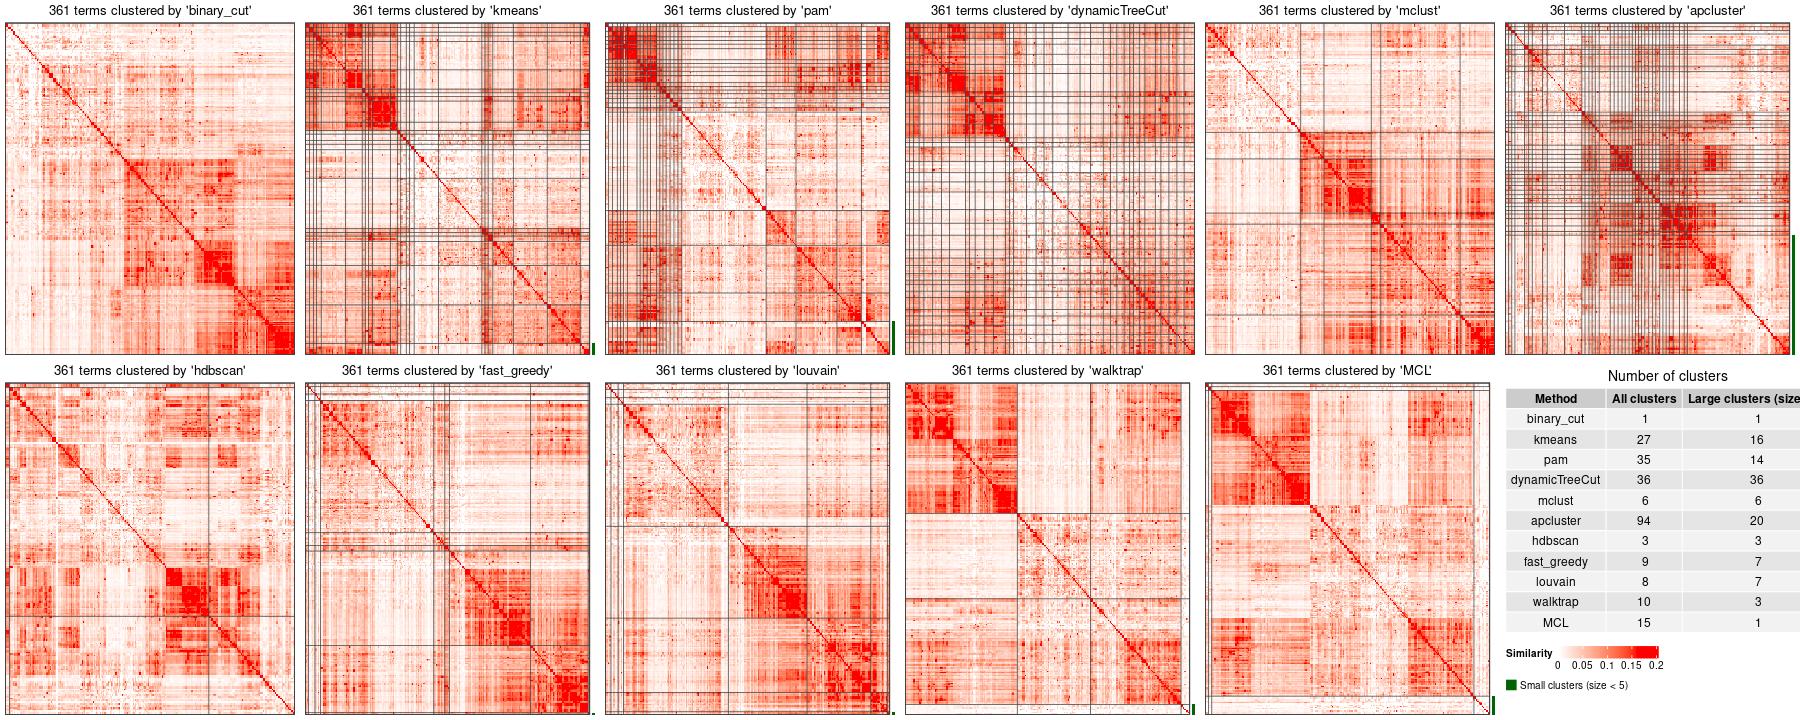 361 terms clustered by 'binary_cut'
361 terms clustered by 'kmeans'
361 terms clustered by 'pam'
361 terms clustered by 'dynamicTreeCut'
361 terms clustered by 'mclust'
361 terms clustered by 'apcluster'
361 terms clustered by 'hdbscan'
361 terms clustered by 'fast_greedy'
361 terms clustered by 'louvain'
361 terms clustered by 'walktrap'
361 terms clustered by 'MCL'
Number of clusters
Method All clusters Large clusters (size
binary_cut 1 1
kmeans 27 16
pam 35 14
dynamicTreeCut 36 36
mclust 6 6
apcluster 94 20
hdbscan 3 3
fast_greedy 9 7
louvain 8 7
walktrap 10 3
MCL 15 1
Similarity
0 0.05 0.1 0.15 0.2
Small clusters (size < 5)